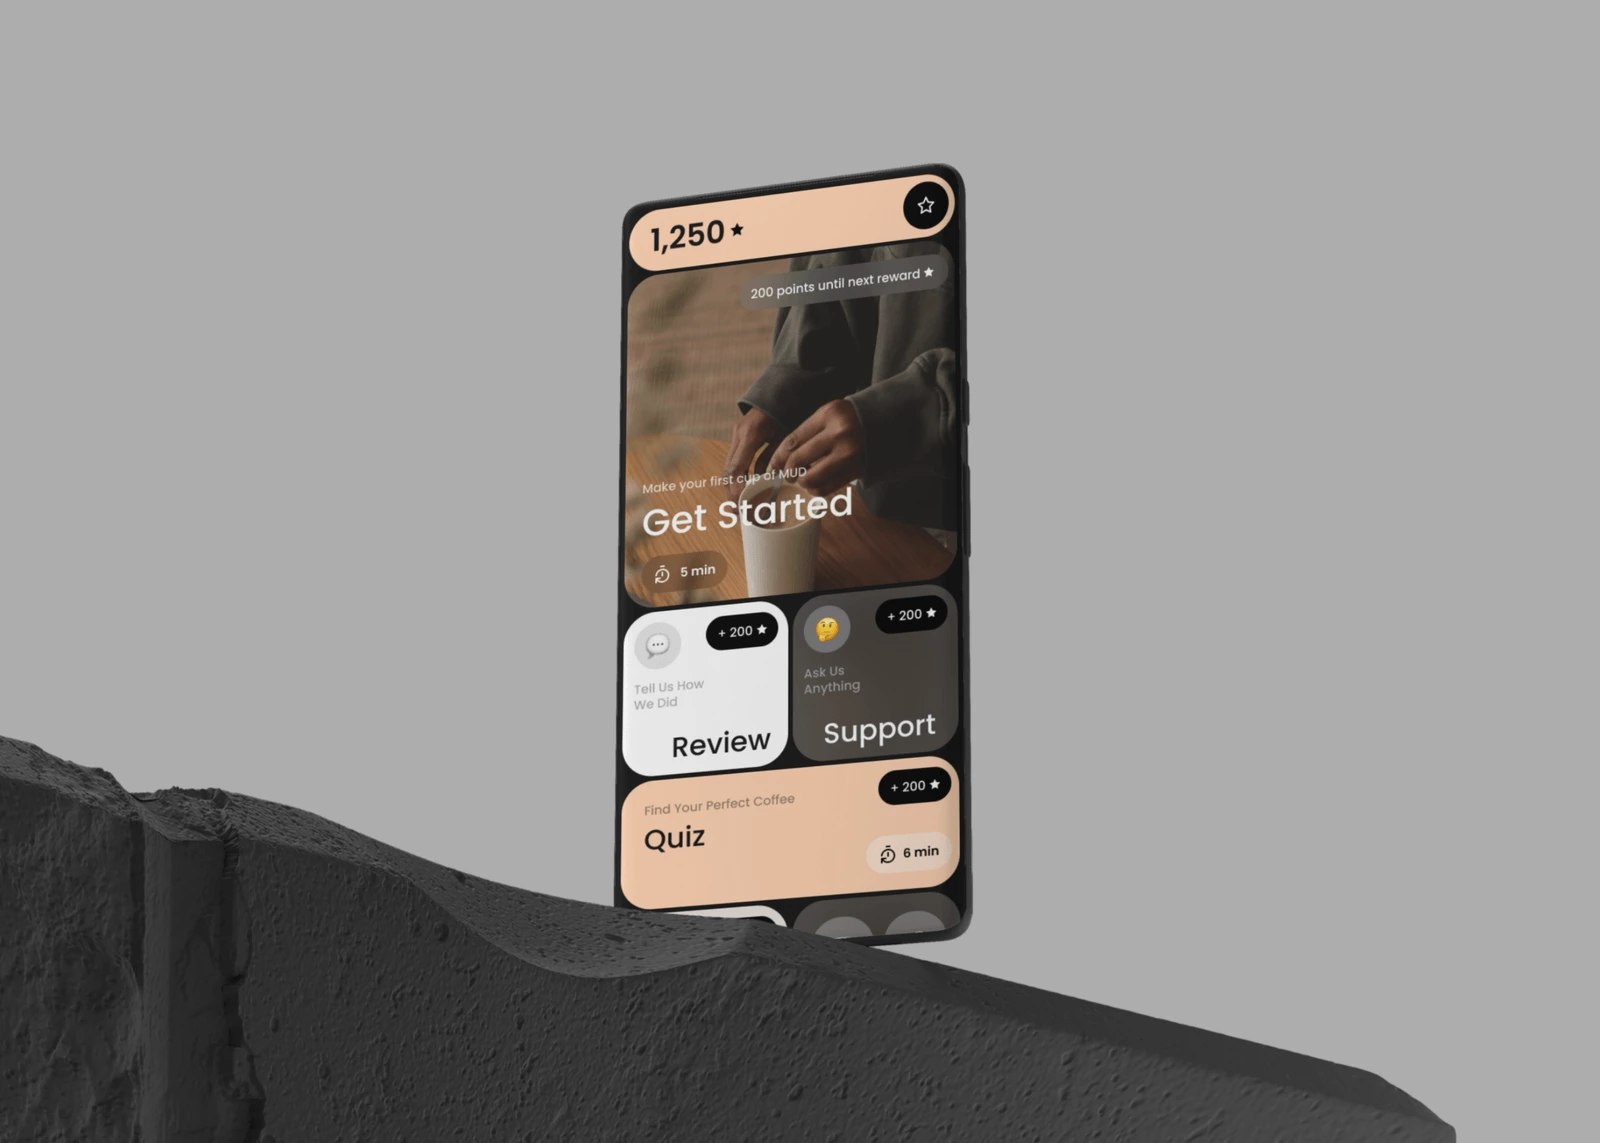 1,250
200 points until next reward
Make your first cup of MUD
Get Started
5 min
+ 200
Tell Us How
We Did
Review
+ 200
Ask Us
Anything
Support
+ 200
Find Your Perfect Coffee
Quiz
6 min